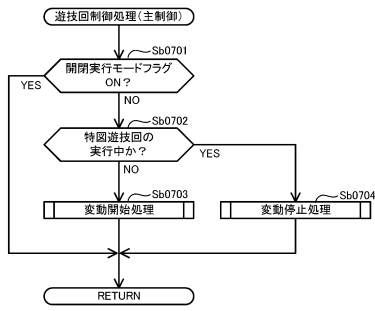 遊技回制御処理（主制御）
Sb0701
開閉実行モードフラグ
ON？
YES
NO
Sb0702
特図遊技回の
実行中か？
YES
NO
Sb0703
変動開始処理
Sb0704
変動停止処理
RETURN